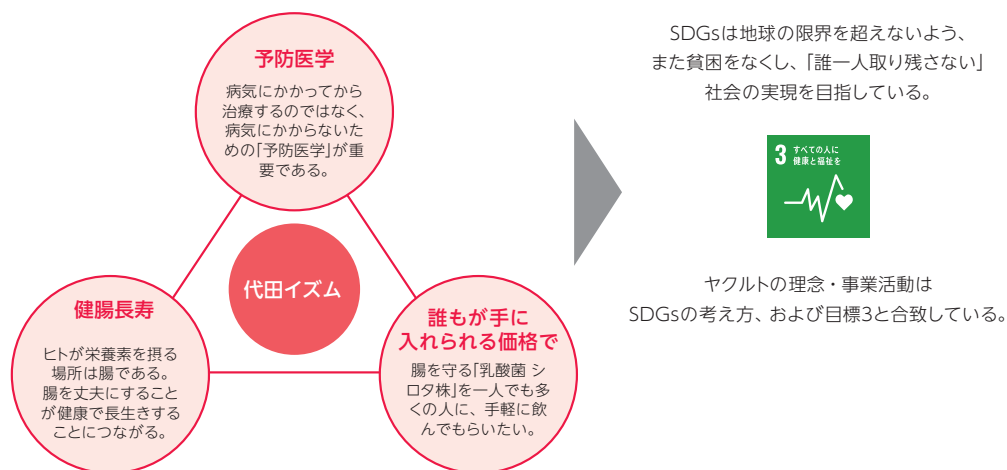 予防医学
病気にかかってから
治療するのではなく、
病気にかからないた
めの「予防医学」が重
要である。
代田イズム
健腸長寿
ヒトが栄養素を摂る
場所は腸である。
腸を丈夫にすること
が健康で長生きする
ことにつながる。
誰もが手に
入れられる価格で
腸を守る「乳酸菌 シ
ロタ株」を一人でも多
くの人に、手軽に飲
んでもらいたい。
SDGsは地球の限界を超えないよう、
また貧困をなくし、「誰一人取り残さない」
社会の実現を目指している。
3 すべての人に
健康と福祉を
ヤクルトの理念・事業活動は
SDGsの考え方、および目標3と合致している。